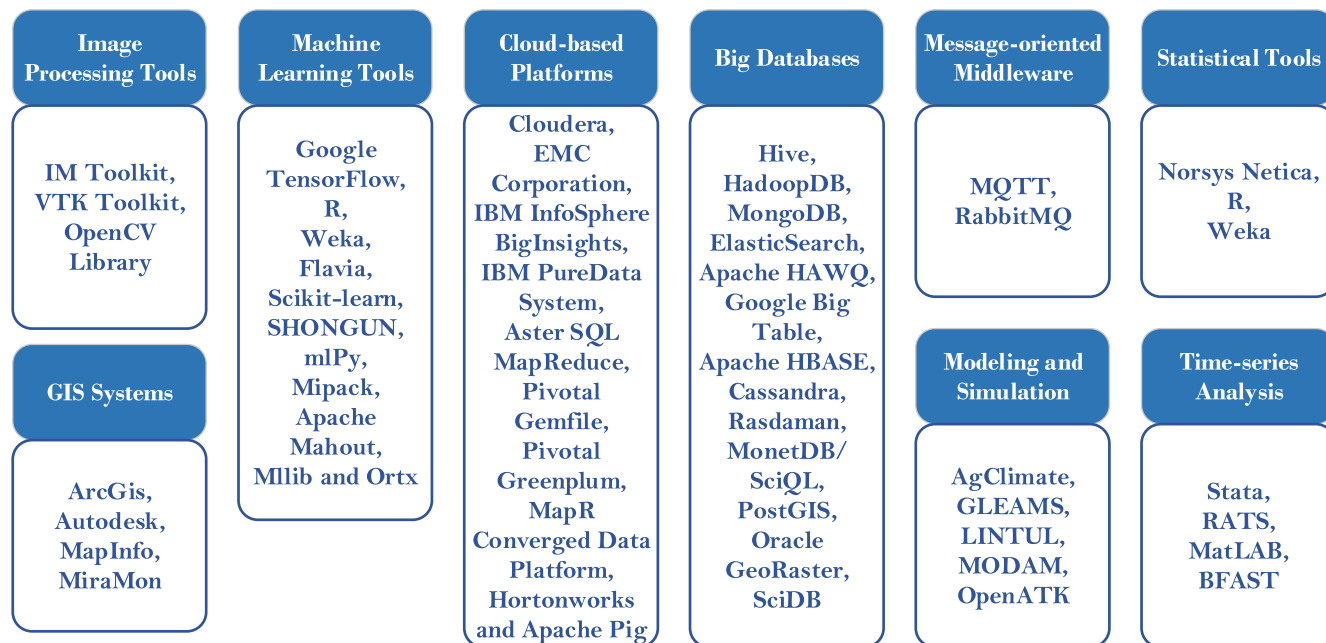 Image
Processing Tools
IM Toolkit,
VTK Toolkit,
OpenCV
Library
GIS Systems
ArcGis,
Autodesk,
MapInfo,
MiraMon
Machine
Learning Tools
Google
TensorFlow,
R,
Weka,
Flavia,
Scikit-learn,
SHONGUN,
mlPy,
Mipack,
Apache
Mahout,
Mllib and Ortx
Cloud-based
Platforms
Cloudera,
EMC
Corporation,
IBM InfoSphere
BigInsights,
IBM PureData
System,
Aster SQL
MapReduce,
Pivotal
Gemfile,
Pivotal
Greenplum,
MapR
Converged Data
Platform,
Hortonworks
and Apache Pig
Big Databases
Hive,
HadoopDB,
MongoDB,
ElasticSearch,
Apache HAWQ,
Google Big
Table,
Apache HBASE,
Cassandra,
Rasdaman,
MonetDB/
SciQL,
PostGIS,
Oracle
GeoRaster,
SciDB
Message-oriented
Middleware
MQTT,
RabbitMQ
Modeling and
Simulation
AgClimate,
GLEAMS,
LINTUL,
MODAM,
OpenATK
Statistical Tools
Norsys Netica,
R,
Weka
Time-series
Analysis
Stata,
RATS,
MatLAB,
BFAST